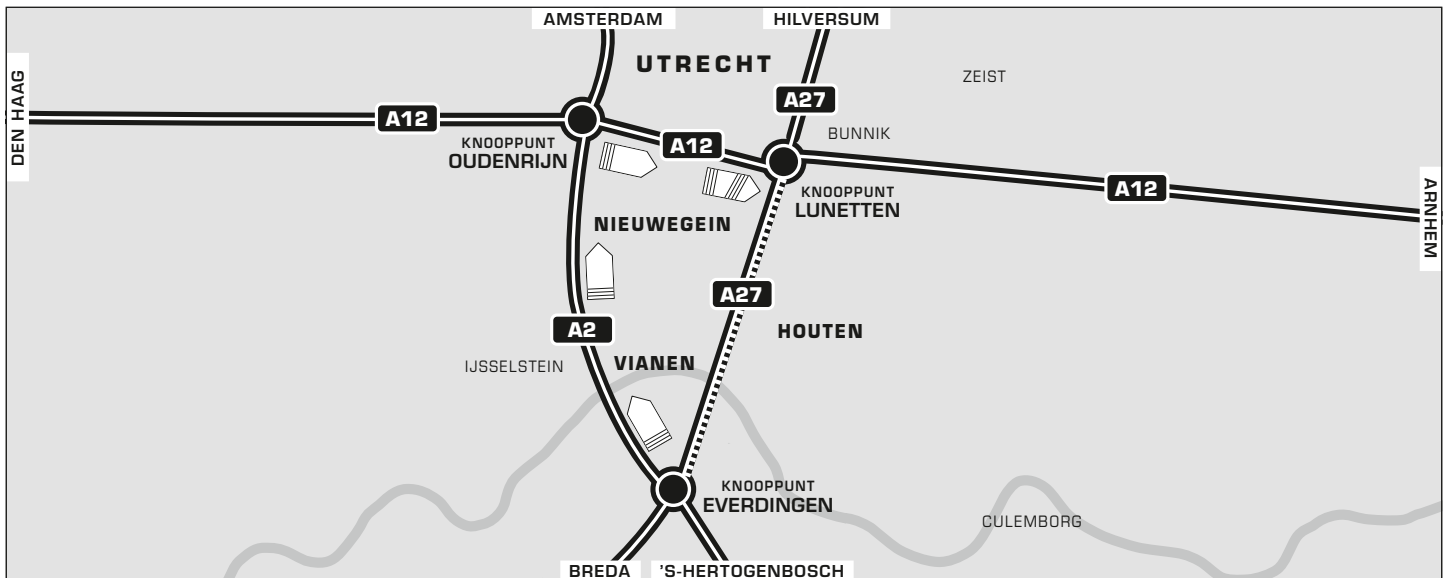 AMSTERDAM
HILVERSUM
UTRECHT
ZEIST
DEN HAAG
A12
A27
BUNNIK
KNOOPPUNT
OUDENRIJN
A12
KNOOPPUNT
LUNETTEN
A12
ARNHEM
NIEUWEGEIN
A27
A2
HOUTEN
IJSSELSTEIN
VIANEN
KNOOPPUNT
EVERDINGEN
CULEMBORG
BREDA
'S-HERTOGENBOSCH